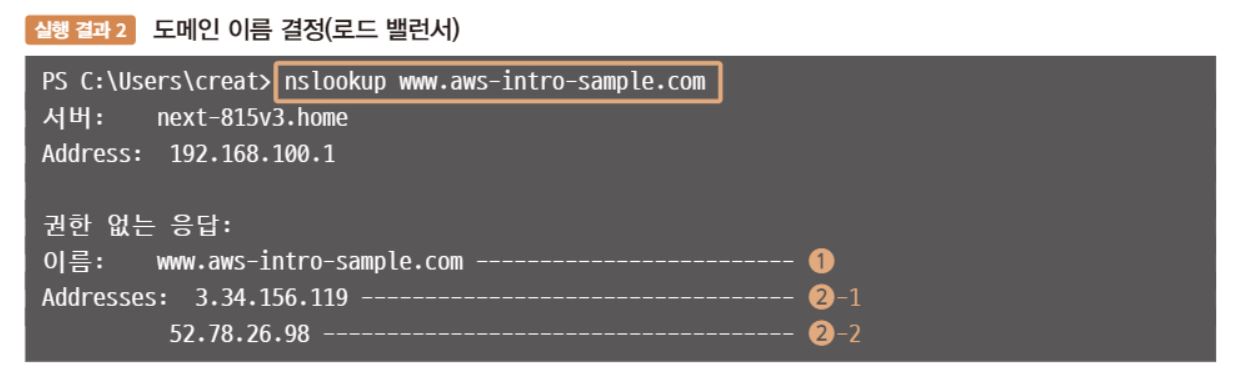 실행 결과 2 도메인 이름 결정(로드 밸런서)
PS C:\Users\creat> nslookup www.aws-intro-sample.com
서버: next-815v3.home
Address: 192.168.100.1
권한 없는 응답:
이름: www.aws-intro-sample.com ------------------------- ❶
Addresses: 3.34.156.119 ---------------------------------- ❷-1
52.78.26.98 ------------------------------------- ❷-2